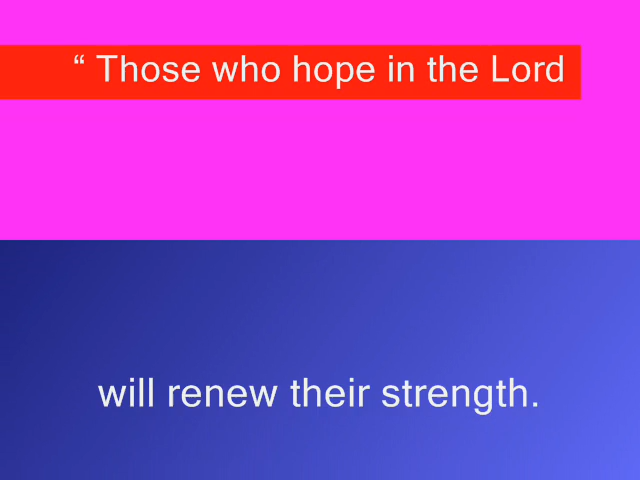 “ Those who hope in the Lord
will renew their strength.